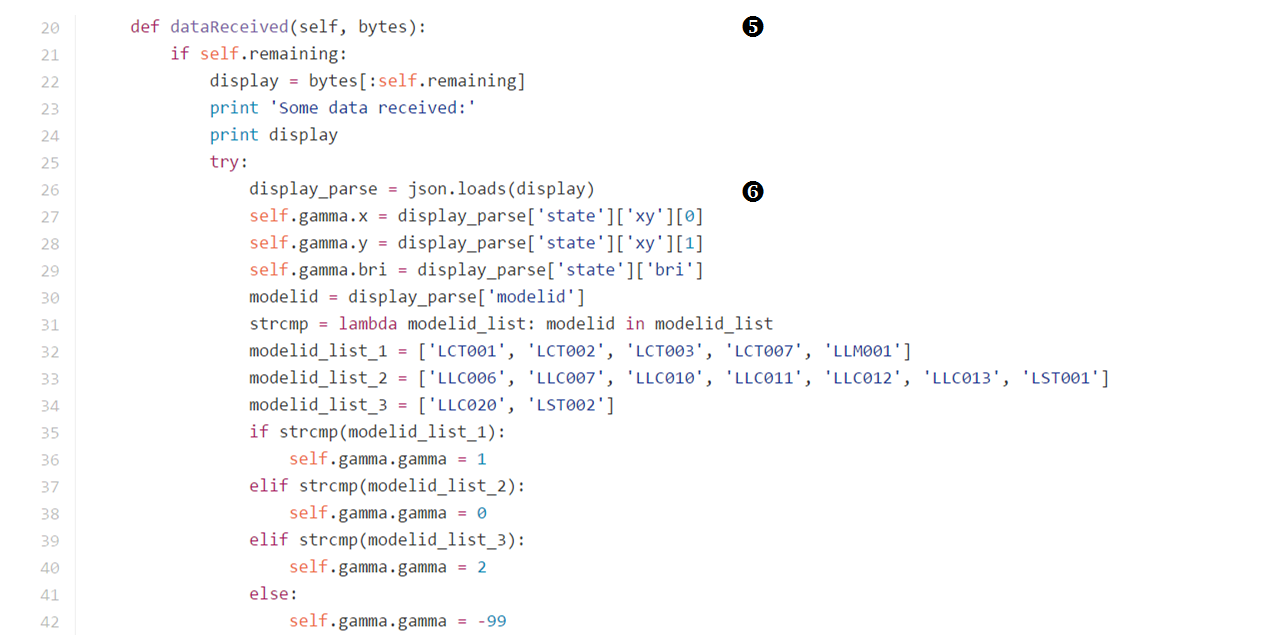 20 def dataReceived(self, bytes): ❺
21 if self.remaining:
22 display = bytes[:self.remaining]
23 print 'Some data received:'
24 print display
25 try:
26 display_parse = json.loads(display) ❻
27 self.gamma.x = display_parse['state']['xy'][0]
28 self.gamma.y = display_parse['state']['xy'][1]
29 self.gamma.bri = display_parse['state']['bri']
30 modelid = display_parse['modelid']
31 strcmp = lambda modelid_list: modelid in modelid_list
32 modelid_list_1 = ['LCT001', 'LCT002', 'LCT003', 'LCT007', 'LLM001']
33 modelid_list_2 = ['LLC006', 'LLC007', 'LLC010', 'LLC011', 'LLC012', 'LLC013', 'LST001']
34 modelid_list_3 = ['LLC020', 'LST002']
35 if strcmp(modelid_list_1):
36 self.gamma.gamma = 1
37 elif strcmp(modelid_list_2):
38 self.gamma.gamma = 0
39 elif strcmp(modelid_list_3):
40 self.gamma.gamma = 2
41 else:
42 self.gamma.gamma = -99